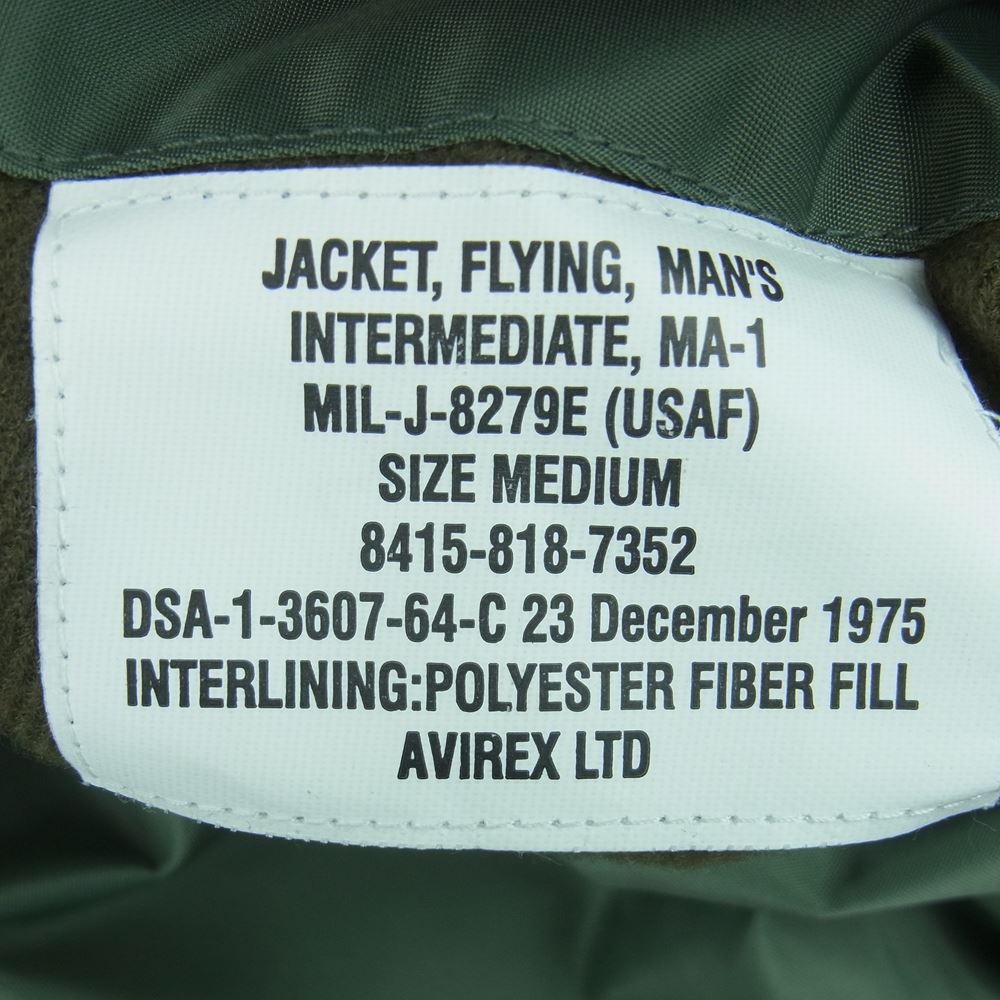 JACKET, FLYING, MAN'S
INTERMEDIATE, MA-1
MIL-J-8279E (USAF)
SIZE MEDIUM
8415-818-7352
DSA-1-3607-64-C 23 December 1975
INTERLINING:POLYESTER FIBER FILL
AVIREX LTD